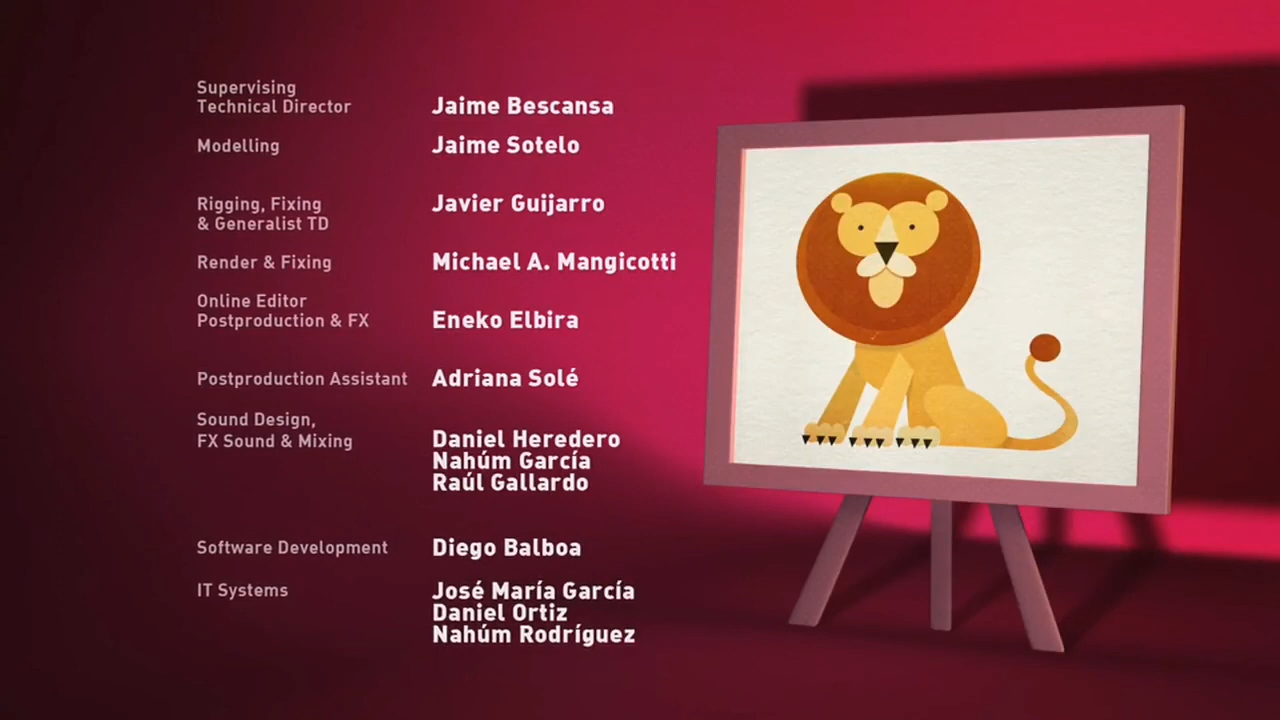 Supervising
Technical Director
Jaime Bescansa
Modelling
Jaime Sotelo
Rigging, Fixing
& Generalist TD
Javier Guijarro
Render & Fixing
Michael A. Mangicotti
Online Editor
Postproduction & FX
Eneko Elbira
Postproduction Assistant
Adriana Solé
Sound Design,
FX Sound & Mixing
Daniel Heredero
Nahúm García
Raúl Gallardo
Software Development
Diego Balboa
IT Systems
José María García
Daniel Ortiz
Nahúm Rodríguez